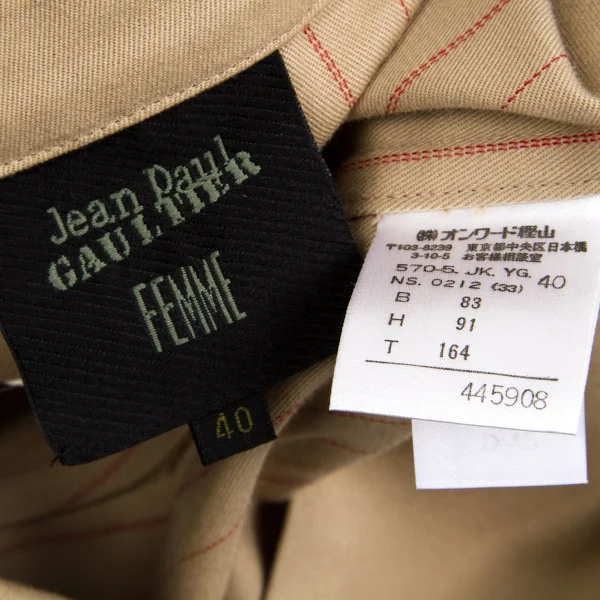 Jean Paul
GAULTIER
FEMME
40
㈱オンワード樫山
〒103-8239 東京都中央区日本橋
3-10-5 お客様相談室
570-5. JK. YG.
NS. 0212 (33) 40
B 83
H 91
T 164
445908